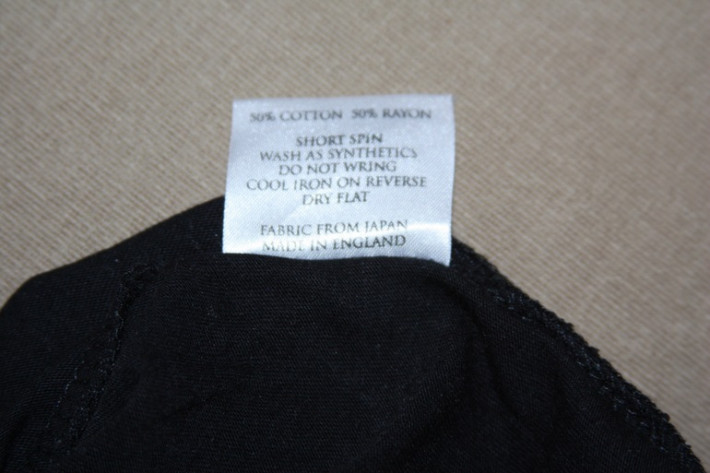 50% COTTON 50% RAYON
SHORT SPIN
WASH AS SYNTHETICS
DO NOT WRING
COOL IRON ON REVERSE
DRY FLAT
FABRIC FROM JAPAN
MADE IN ENGLAND